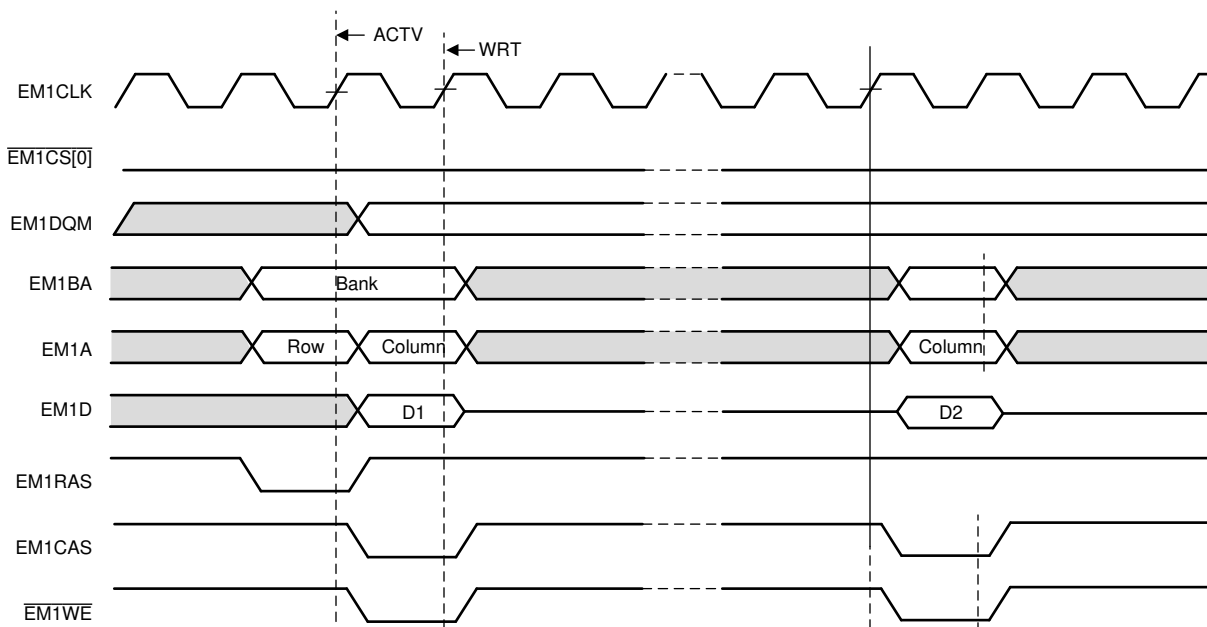 ACTV
WRT
EM1CLK
EM1CS[0]
EM1DQM
EM1BA
Bank
EM1A
Row
Column
Column
EM1D
D1
D2
EM1RAS
EM1CAS
EM1WE